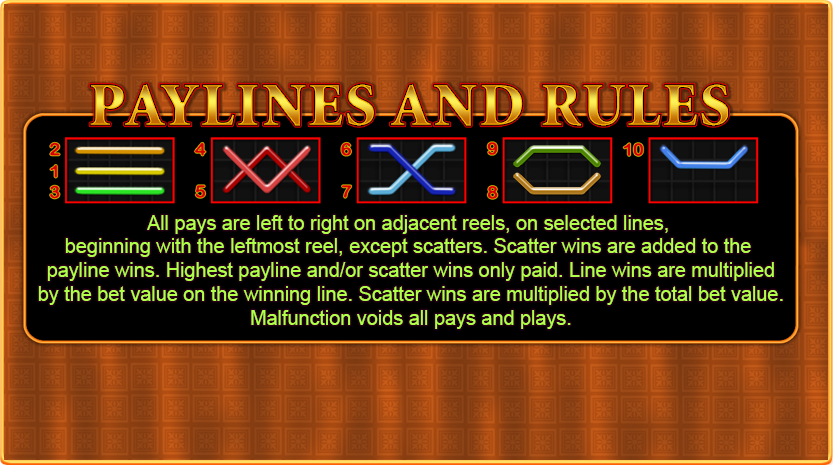 PAYLINES AND RULES
2 4 6 9 10
1
3 5 7 8
All pays are left to right on adjacent reels, on selected lines,
beginning with the leftmost reel, except scatters. Scatter wins are added to the
payline wins. Highest payline and/or scatter wins only paid. Line wins are multiplied
by the bet value on the winning line. Scatter wins are multiplied by the total bet value.
Malfunction voids all pays and plays.